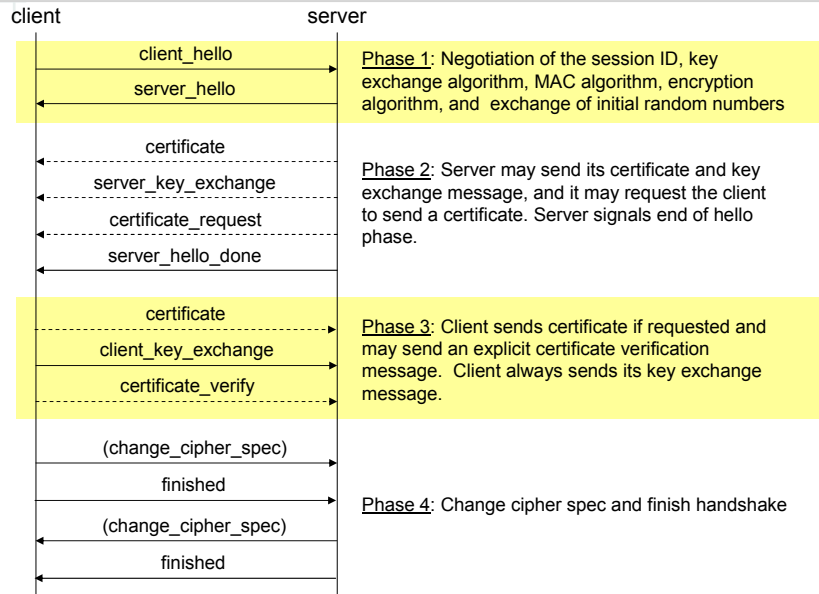 client
server
client_hello
server_hello
Phase 1: Negotiation of the session ID, key
exchange algorithm, MAC algorithm, encryption
algorithm, and exchange of initial random numbers
certificate
server_key_exchange
certificate_request
server_hello_done
Phase 2: Server may send its certificate and key
exchange message, and it may request the client
to send a certificate. Server signals end of hello
phase.
certificate
client_key_exchange
certificate_verify
Phase 3: Client sends certificate if requested and
may send an explicit certificate verification
message. Client always sends its key exchange
message.
(change_cipher_spec)
finished
(change_cipher_spec)
finished
Phase 4: Change cipher spec and finish handshake